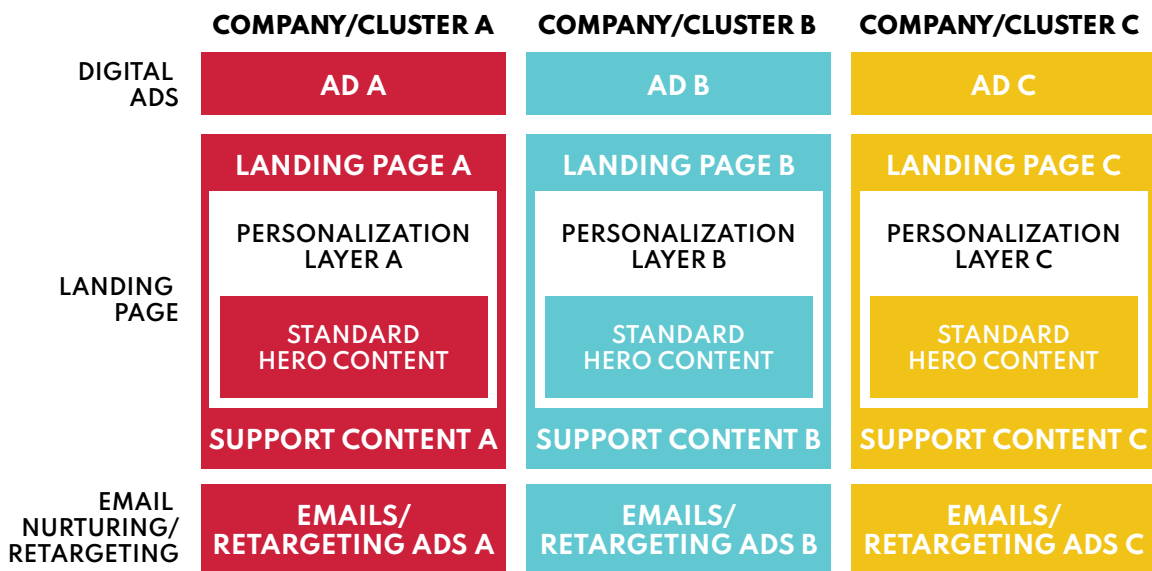 COMPANY/CLUSTER A
COMPANY/CLUSTER B
COMPANY/CLUSTER C
DIGITAL
ADS
AD A
AD B
AD C
LANDING
PAGE
LANDING PAGE A
PERSONALIZATION
LAYER A
STANDARD
HERO CONTENT
SUPPORT CONTENT A
LANDING PAGE B
PERSONALIZATION
LAYER B
STANDARD
HERO CONTENT
SUPPORT CONTENT B
LANDING PAGE C
PERSONALIZATION
LAYER C
STANDARD
HERO CONTENT
SUPPORT CONTENT C
EMAIL
NURTURING/
RETARGETING
EMAILS/
RETARGETING ADS A
EMAILS/
RETARGETING ADS B
EMAILS/
RETARGETING ADS C